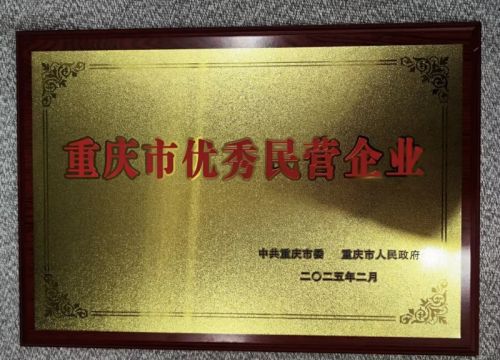 重庆市优秀民营企业
中共重庆市委 重庆市人民政府
二〇二五年二月